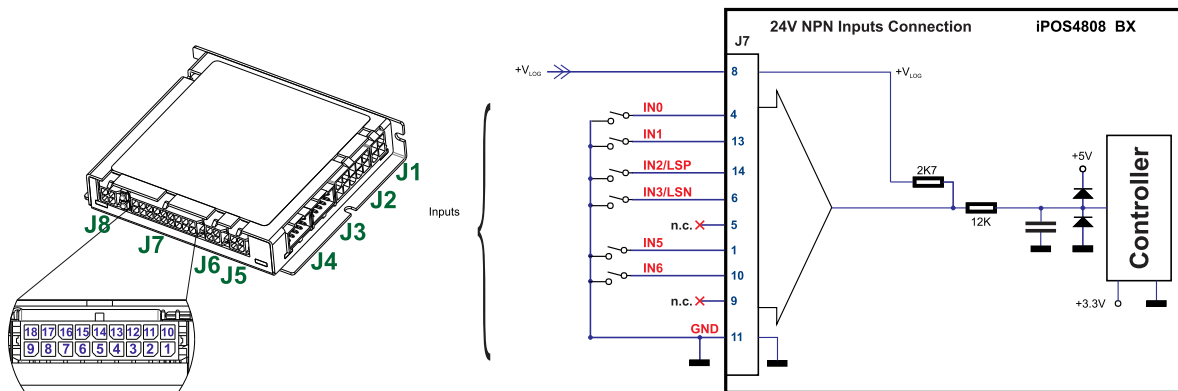 24V NPN Inputs Connection
iPOS4808 BX
J7
+VLOG
8
+VLOG
IN0
4
IN1
13
IN2/LSP
14
IN3/LSN
6
n.c.
5
IN5
1
IN6
10
n.c.
9
GND
11
Inputs
2K7
12K
+5V
Controller
+3.3V
J1
J2
J3
J4
J5
J6
J7
J8
18 17 16 15 14 13 12 11 10
9 8 7 6 5 4 3 2 1